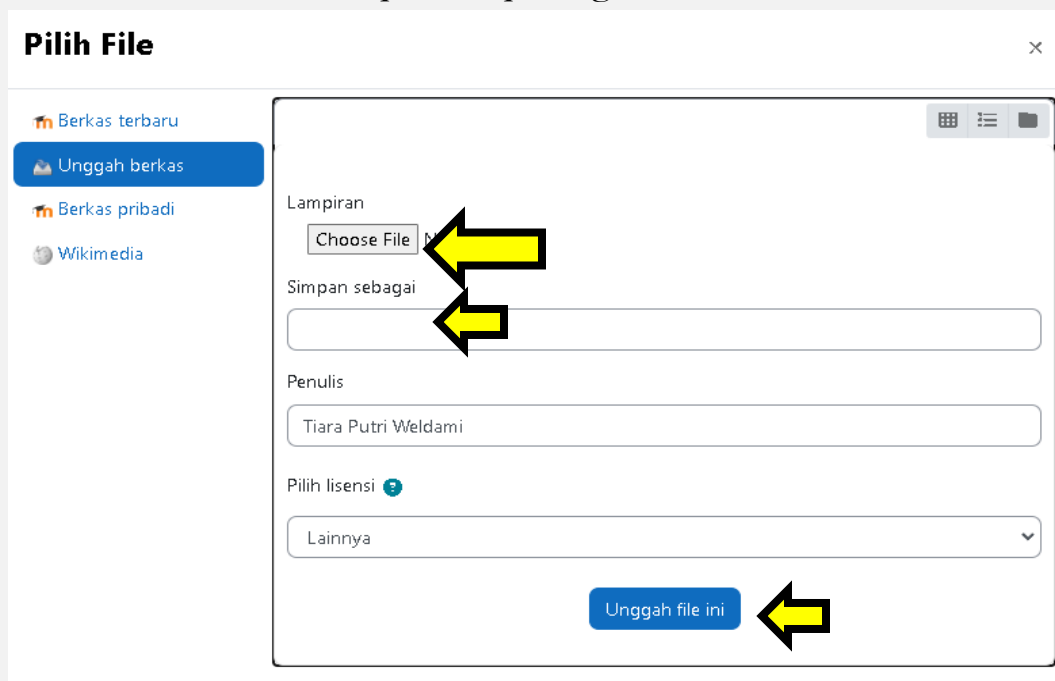 Pilih File
Berkas terbaru
Unggah berkas
Berkas pribadi
Wikimedia
Lampiran
Choose File
Simpan sebagai
Penulis
Tiara Putri Weldami
Pilih lisensi
Lainnya
Unggah file ini